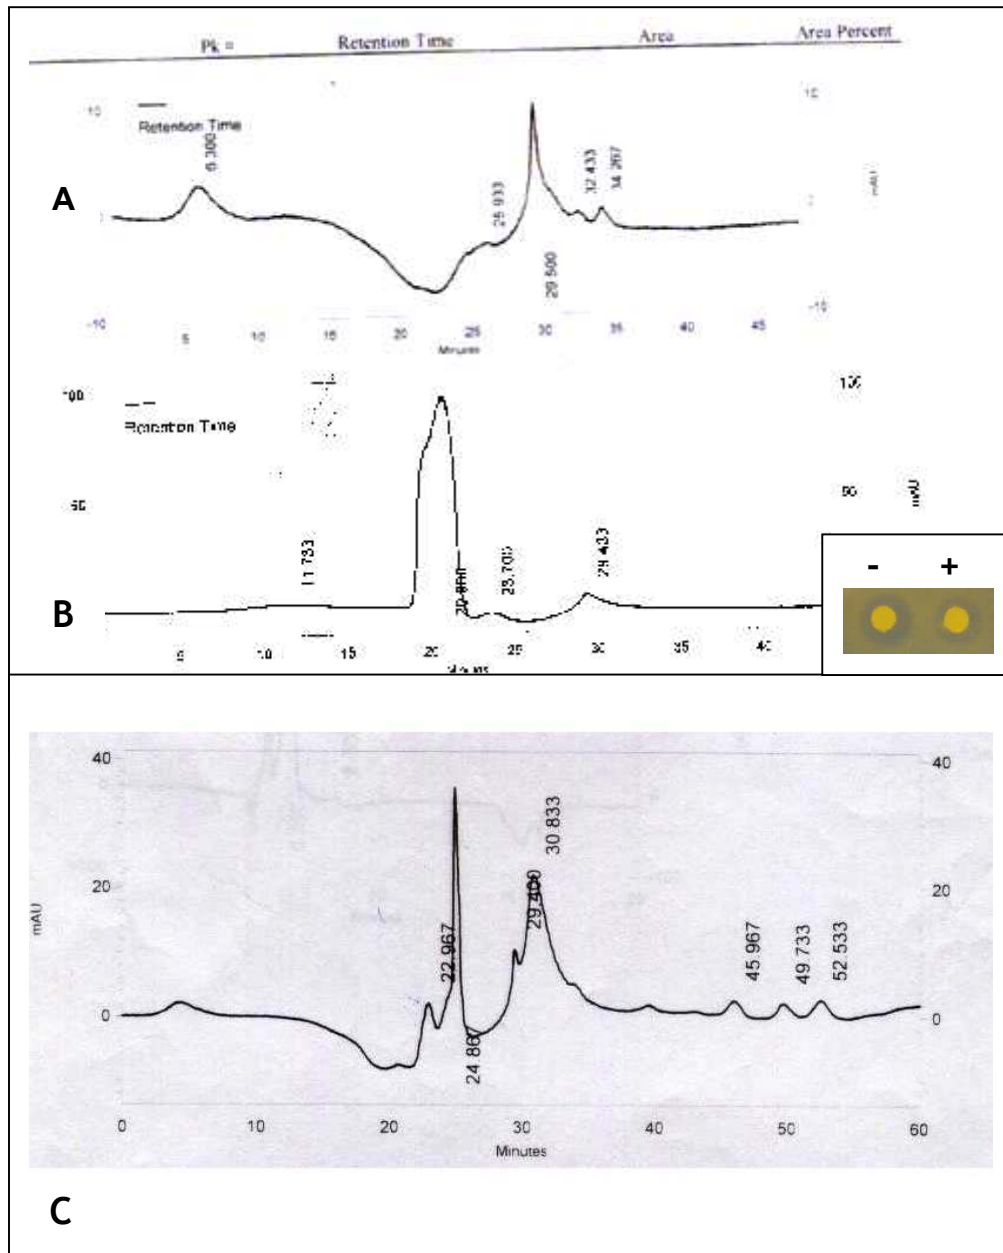 Pk = Retention Time Area Area Percent
10 10
Retention Time
6.300
25 933
32 433
34 267
mAU
A
0
29 500
-10 -10
5 10 15 20 25 30 35 40 45
Minutes
100 100
Retention Time
50 50
mAU
11 733
29 433
- +
B
5 10 15 20 25 30 35 40
Minutes
40 40
30 833
20 20
29.400
mAU
22.967
45 967
49 733
52 533
0 0
0 10 20 30 40 50 60
Minutes
C